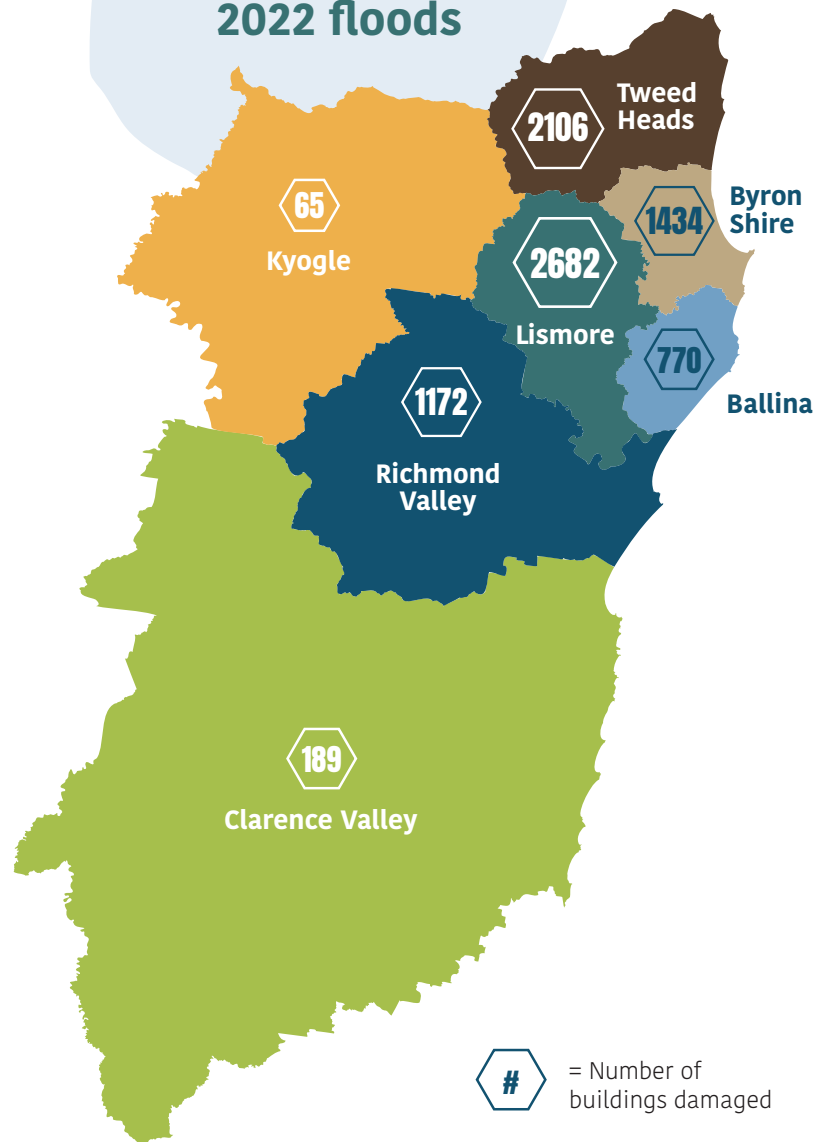 2022 floods
2106
Tweed
Heads
65
Kyogle
1434
Byron
Shire
2682
Lismore
770
Ballina
1172
Richmond
Valley
189
Clarence Valley
#
= Number of
buildings damaged